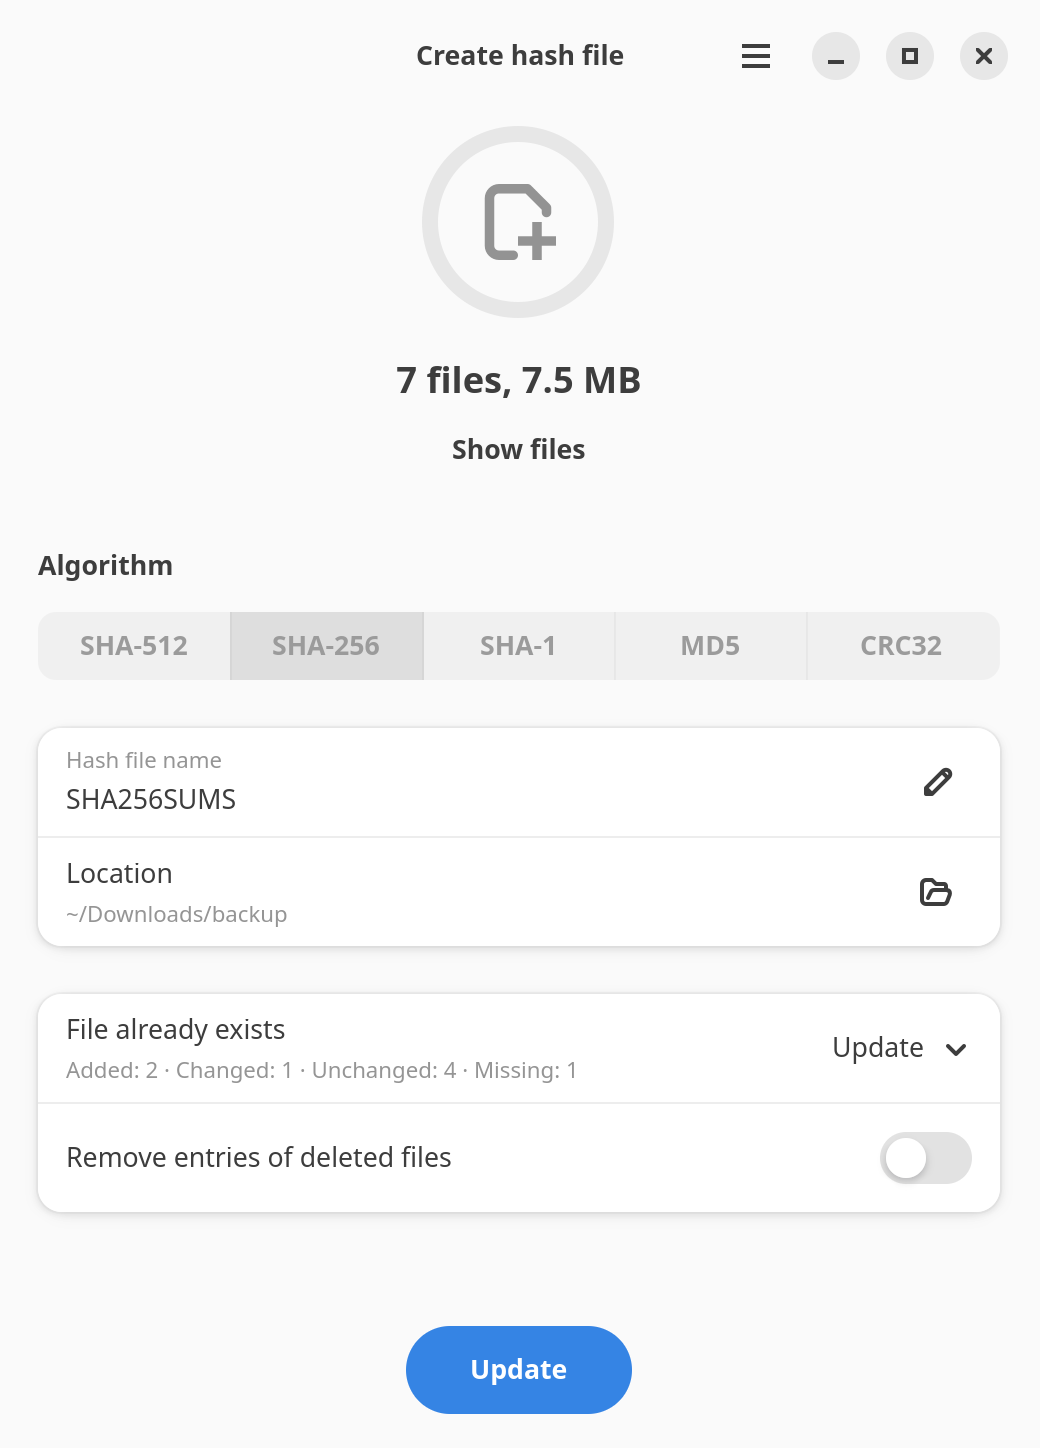 Create hash file
7 files, 7.5 MB
Show files
Algorithm
SHA-512 SHA-256 SHA-1 MD5 CRC32
Hash file name
SHA256SUMS
Location
~/Downloads/backup
File already exists
Added: 2 · Changed: 1 · Unchanged: 4 · Missing: 1
Update
Remove entries of deleted files
Update